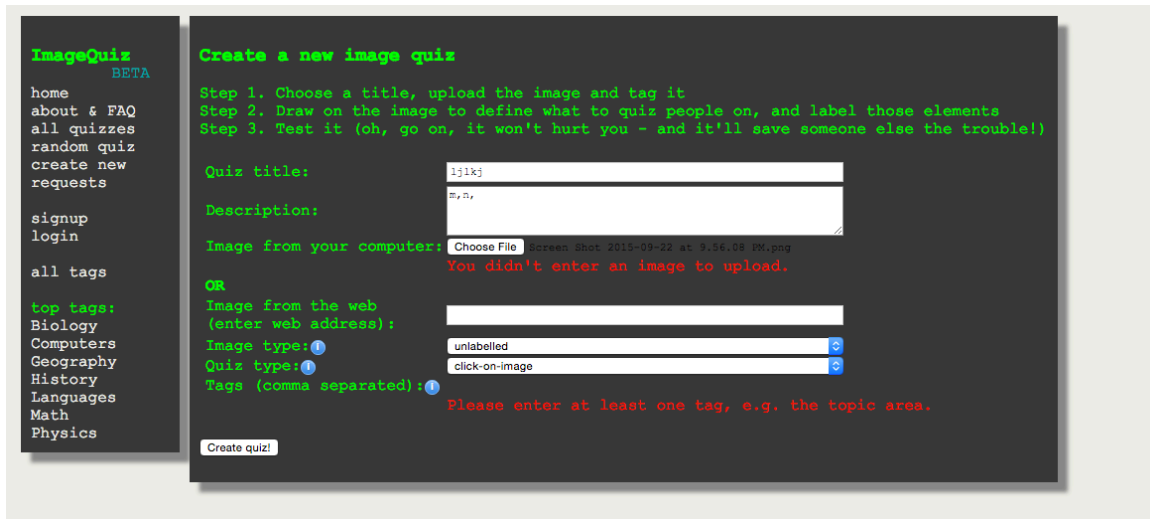 ImageQuiz
BETA
home
about & FAQ
all quizzes
random quiz
create new
requests
signup
login
all tags
top tags:
Biology
Computers
Geography
History
Languages
Math
Physics
Create a new image quiz
Step 1. Choose a title, upload the image and tag it
Step 2. Draw on the image to define what to quiz people on, and label those elements
Step 3. Test it (oh, go on, it won't hurt you - and it'll save someone else the trouble!)
Quiz title: ljlkj
Description: m,n,
Image from your computer: Choose File Screen Shot 2015-09-22 at 9.56.08 PM.png
You didn't enter an image to upload.
OR
Image from the web
(enter web address):
Image type: i unlabelled
Quiz type: i click-on-image
Tags (comma separated): i
Please enter at least one tag, e.g. the topic area.
Create quiz!